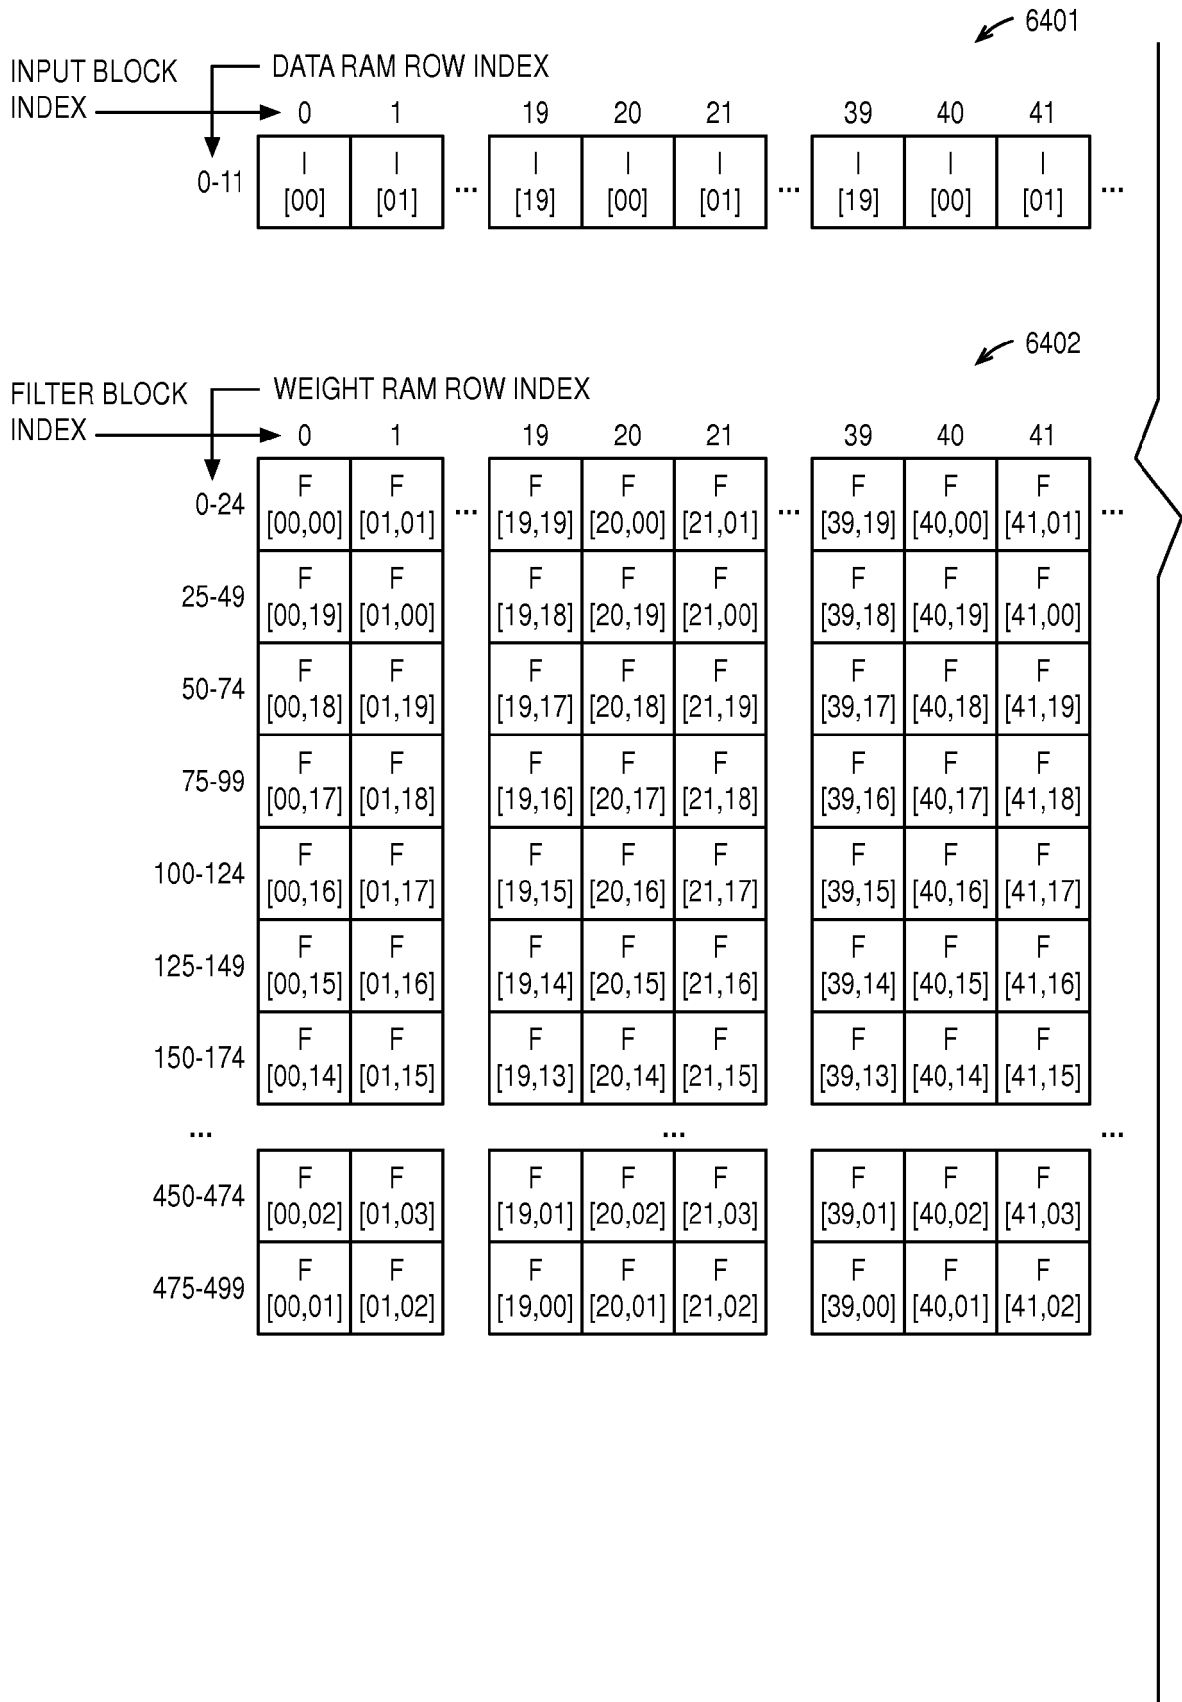 6401
INPUT BLOCK
INDEX
DATA RAM ROW INDEX
0 1 19 20 21 39 40 41
0-11
I I ... I I I ... I I I ...
[00] [01] [19] [00] [01] [19] [00] [01]
6402
FILTER BLOCK
INDEX
WEIGHT RAM ROW INDEX
0 1 19 20 21 39 40 41
0-24
F F ... F F F ... F F F ...
[00,00] [01,01] [19,19] [20,00] [21,01] [39,19] [40,00] [41,01]
25-49
F F F F F F F F
[00,19] [01,00] [19,18] [20,19] [21,00] [39,18] [40,19] [41,00]
50-74
F F F F F F F F
[00,18] [01,19] [19,17] [20,18] [21,19] [39,17] [40,18] [41,19]
75-99
F F F F F F F F
[00,17] [01,18] [19,16] [20,17] [21,18] [39,16] [40,17] [41,18]
100-124
F F F F F F F F
[00,16] [01,17] [19,15] [20,16] [21,17] [39,15] [40,16] [41,17]
125-149
F F F F F F F F
[00,15] [01,16] [19,14] [20,15] [21,16] [39,14] [40,15] [41,16]
150-174
F F F F F F F F
[00,14] [01,15] [19,13] [20,14] [21,15] [39,13] [40,14] [41,15]
... ... ...
450-474
F F F F F F F F
[00,02] [01,03] [19,01] [20,02] [21,03] [39,01] [40,02] [41,03]
475-499
F F F F F F F F
[00,01] [01,02] [19,00] [20,01] [21,02] [39,00] [40,01] [41,02]